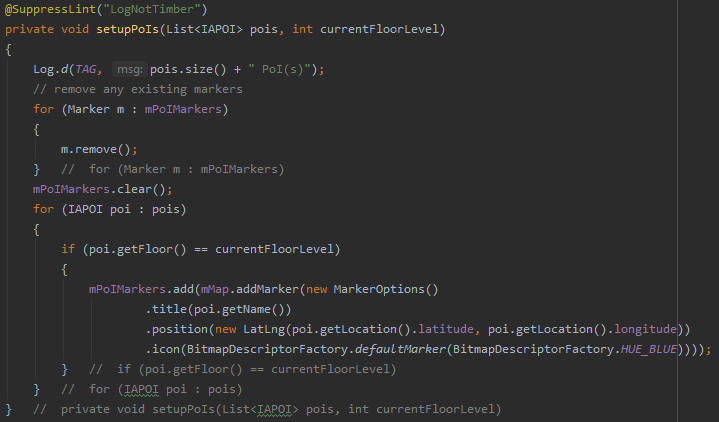 @SuppressLint("LogNotTimber")
private void setupPoIs(List<IAPOI> pois, int currentFloorLevel)
{
    Log.d(TAG, msg: pois.size() + " PoI(s)");
    // remove any existing markers
    for (Marker m : mPoIMarkers)
    {
        m.remove();
    }   //  for (Marker m : mPoIMarkers)
    mPoIMarkers.clear();
    for (IAPOI poi : pois)
    {
        if (poi.getFloor() == currentFloorLevel)
        {
            mPoIMarkers.add(mMap.addMarker(new MarkerOptions()
                    .title(poi.getName())
                    .position(new LatLng(poi.getLocation().latitude, poi.getLocation().longitude))
                    .icon(BitmapDescriptorFactory.defaultMarker(BitmapDescriptorFactory.HUE_BLUE))));
        }   //  if (poi.getFloor() == currentFloorLevel)
    }   //  for (IAPOI poi : pois)
}   //  private void setupPoIs(List<IAPOI> pois, int currentFloorLevel)